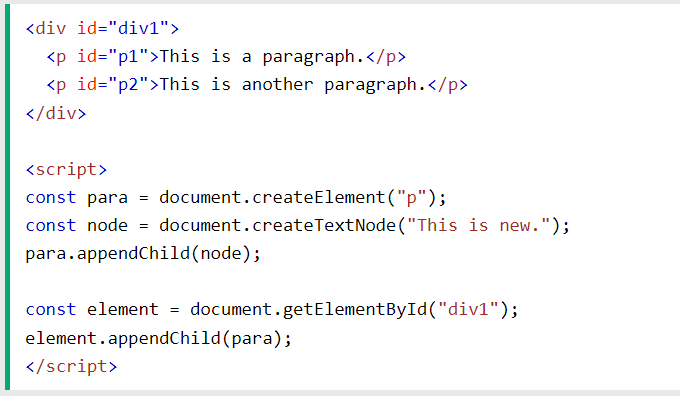 <div id="div1">
  <p id="p1">This is a paragraph.</p>
  <p id="p2">This is another paragraph.</p>
</div>

<script>
const para = document.createElement("p");
const node = document.createTextNode("This is new.");
para.appendChild(node);

const element = document.getElementById("div1");
element.appendChild(para);
</script>